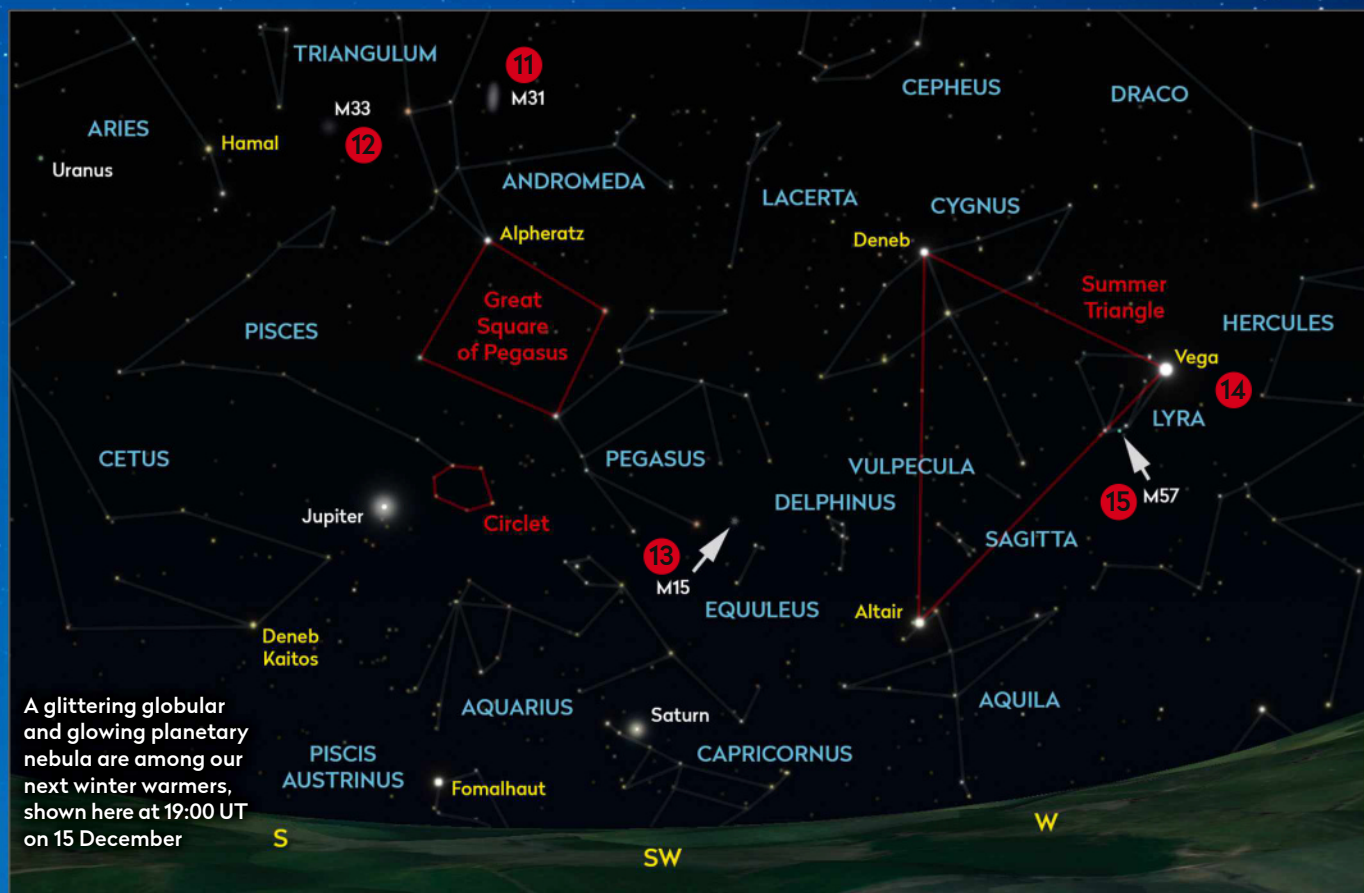 TRIANGULUM
11
M31
CEPHEUS
DRACO
M33
ARIES
Hamal
12
Uranus
ANDROMEDA
LACERTA
CYGNUS
Alpheratz
Deneb
Great
Square
of Pegasus
Summer
Triangle
PISCES
HERCULES
Vega
14
LYRA
CETUS
PEGASUS
VULPECULA
DELPHINUS
15
M57
Jupiter
Circlet
SAGITTA
13
M15
EQUULEUS
Altair
Deneb
Kaitos
AQUARIUS
Saturn
AQUILA
PISCIS
AUSTRINUS
CAPRICORNUS
Fomalhaut
A glittering globular
and glowing planetary
nebula are among our
next winter warmers,
shown here at 19:00 UT
on 15 December
S
SW
W